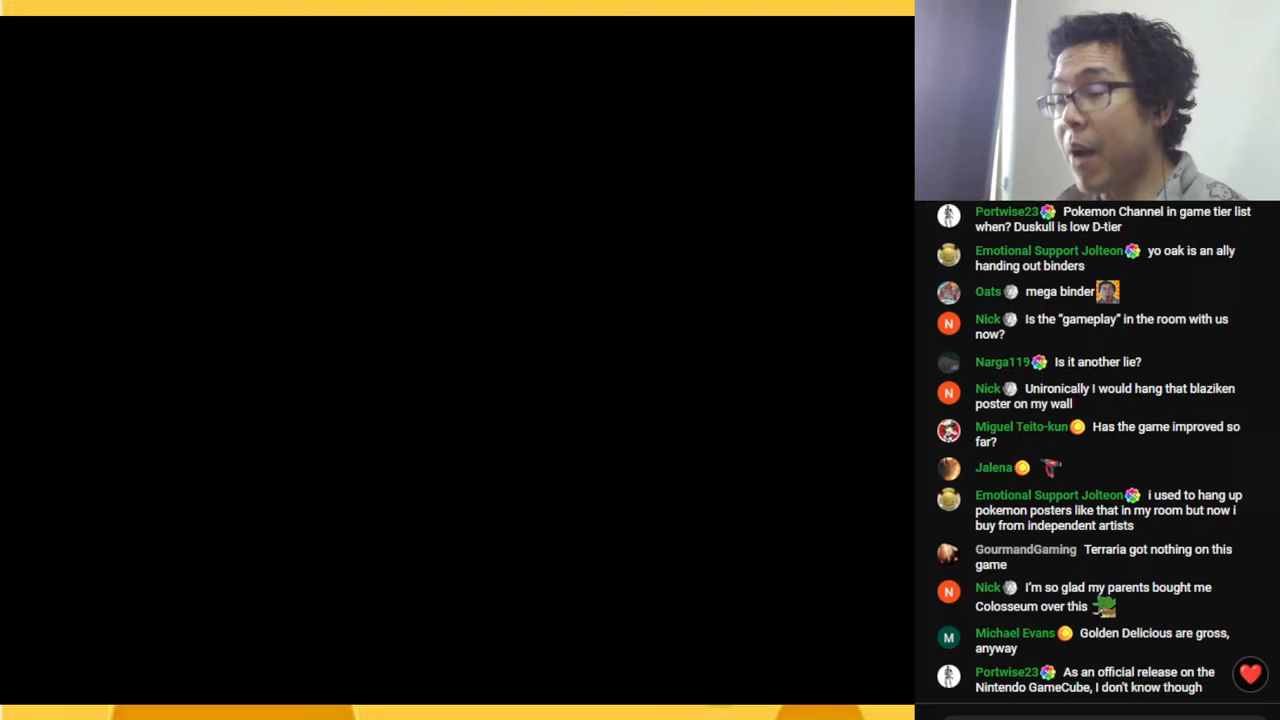 Portwise23 Pokemon Channel in game tier list
when? Duskull is low D-tier
Emotional Support Jolteon yo oak is an ally
handing out binders
Oats mega binder
N Nick Is the “gameplay” in the room with us
now?
Narga119 Is it another lie?
N Nick Unironically I would hang that blaziken
poster on my wall
Miguel Teito-kun Has the game improved so
far?
Jalena
Emotional Support Jolteon i used to hang up
pokemon posters like that in my room but now i
buy from independent artists
GourmandGaming Terraria got nothing on this
game
N Nick I'm so glad my parents bought me
Colosseum over this
M Michael Evans Golden Delicious are gross,
anyway
Portwise23 As an official release on the
Nintendo GameCube, I don't know though